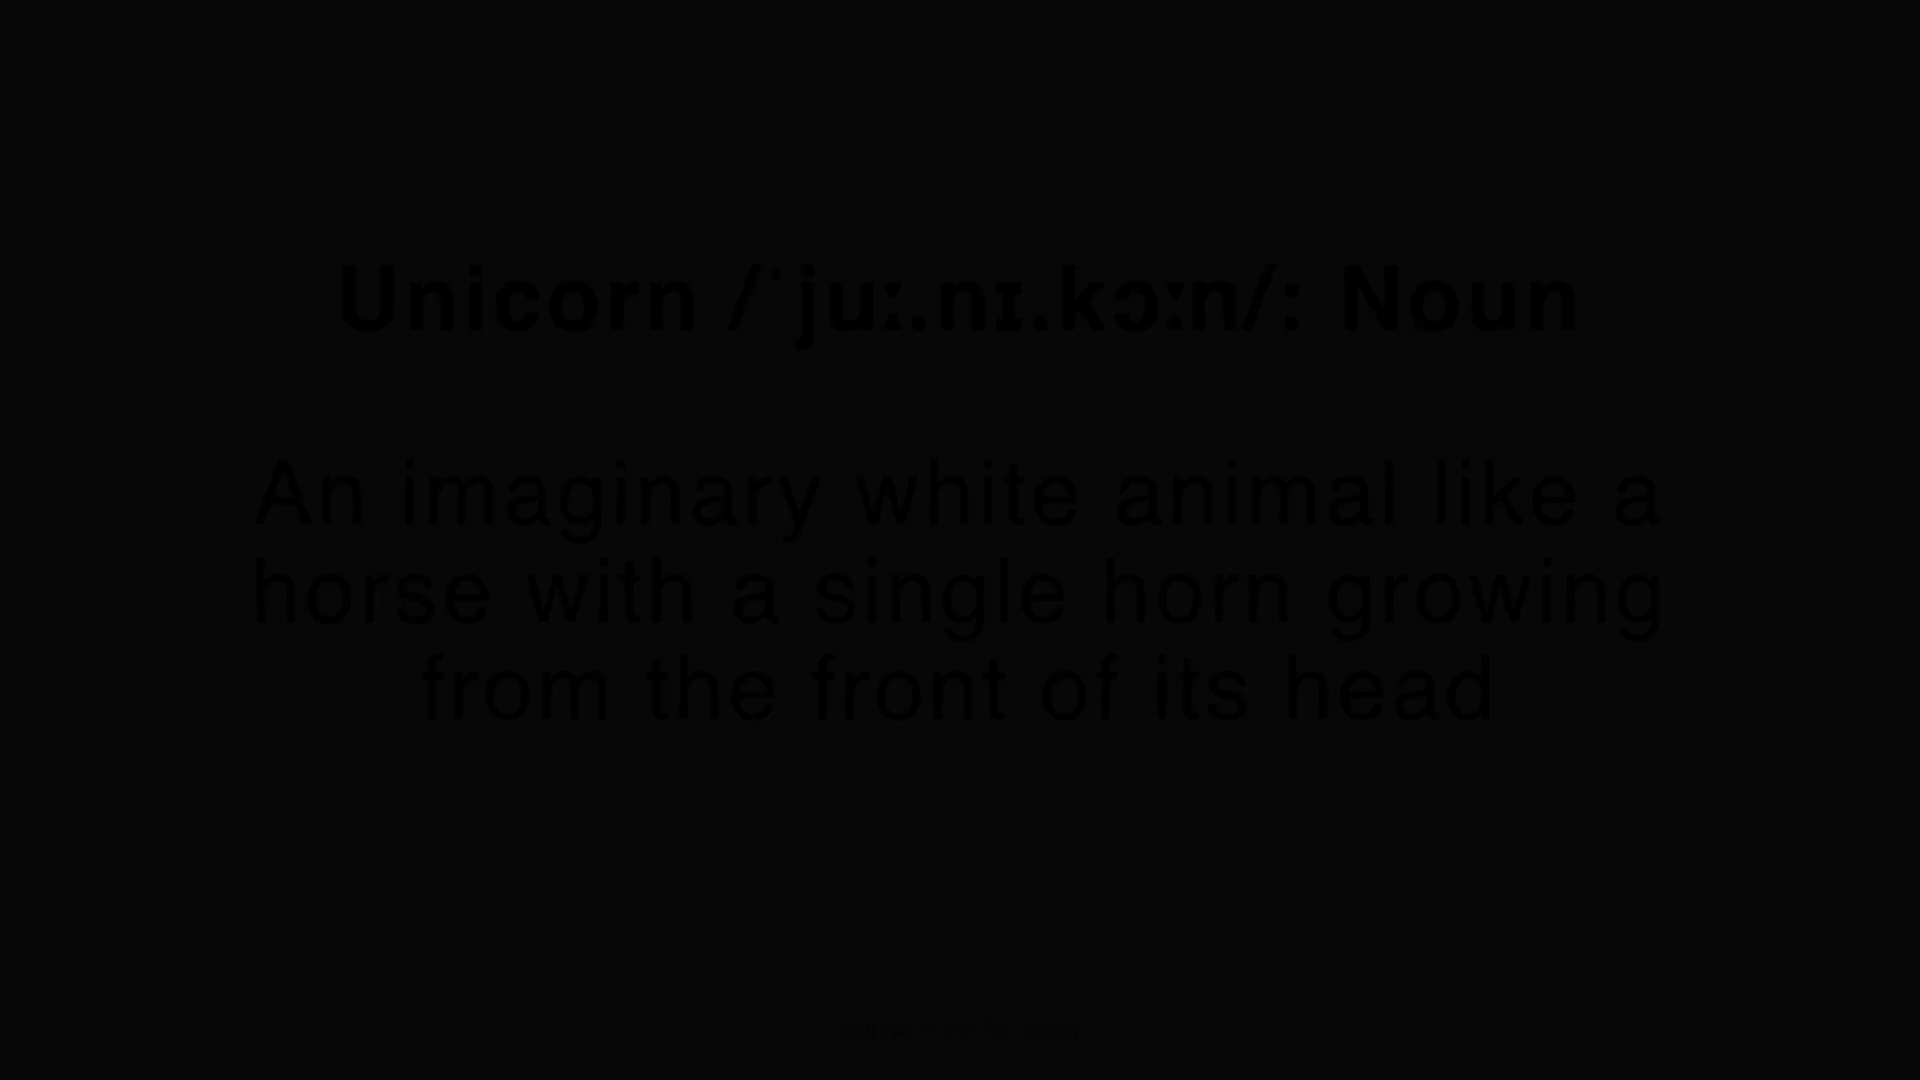 Unicorn /ˈjuː.nɪ.kɔːn/: Noun
An imaginary white animal like a
horse with a single horn growing
from the front of its head